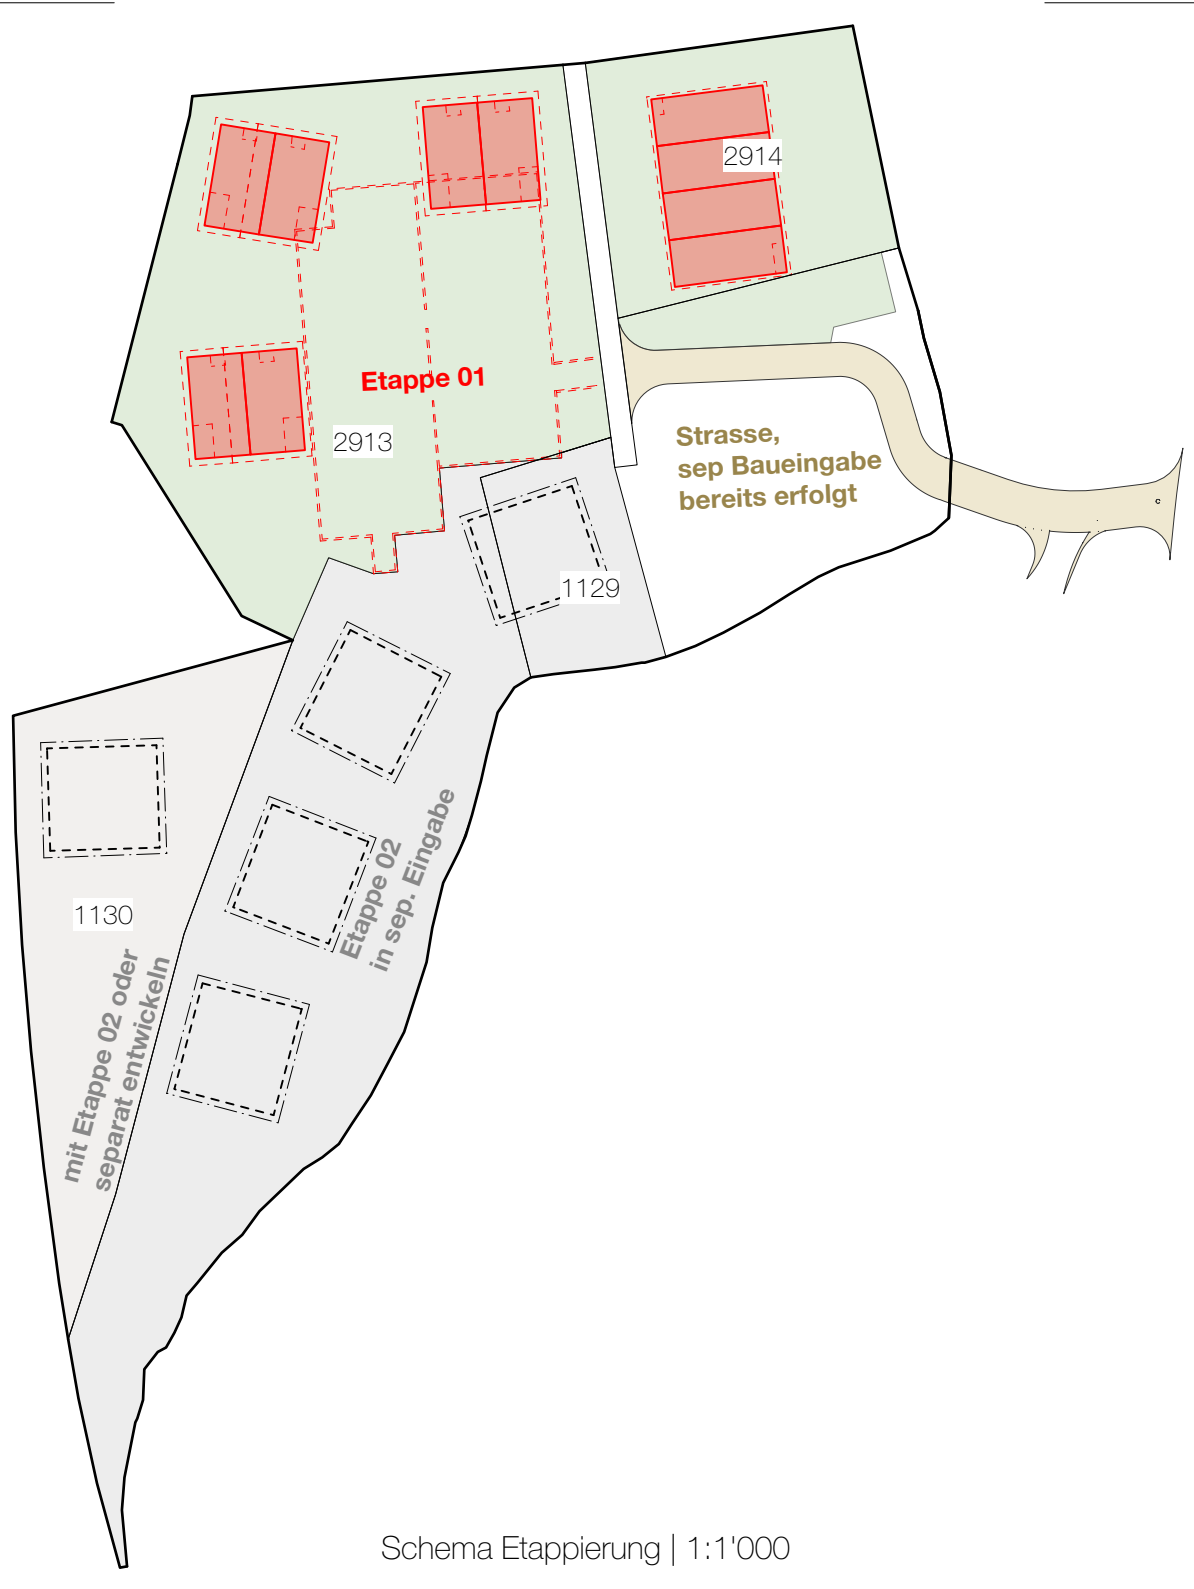 2914
Etappe 01
2913
Strasse,
sep Baueingabe
bereits erfolgt
1129
Etappe 02
in sep. Eingabe
1130
mit Etappe 02 oder
separat entwickeln
Schema Etappierung | 1:1'000